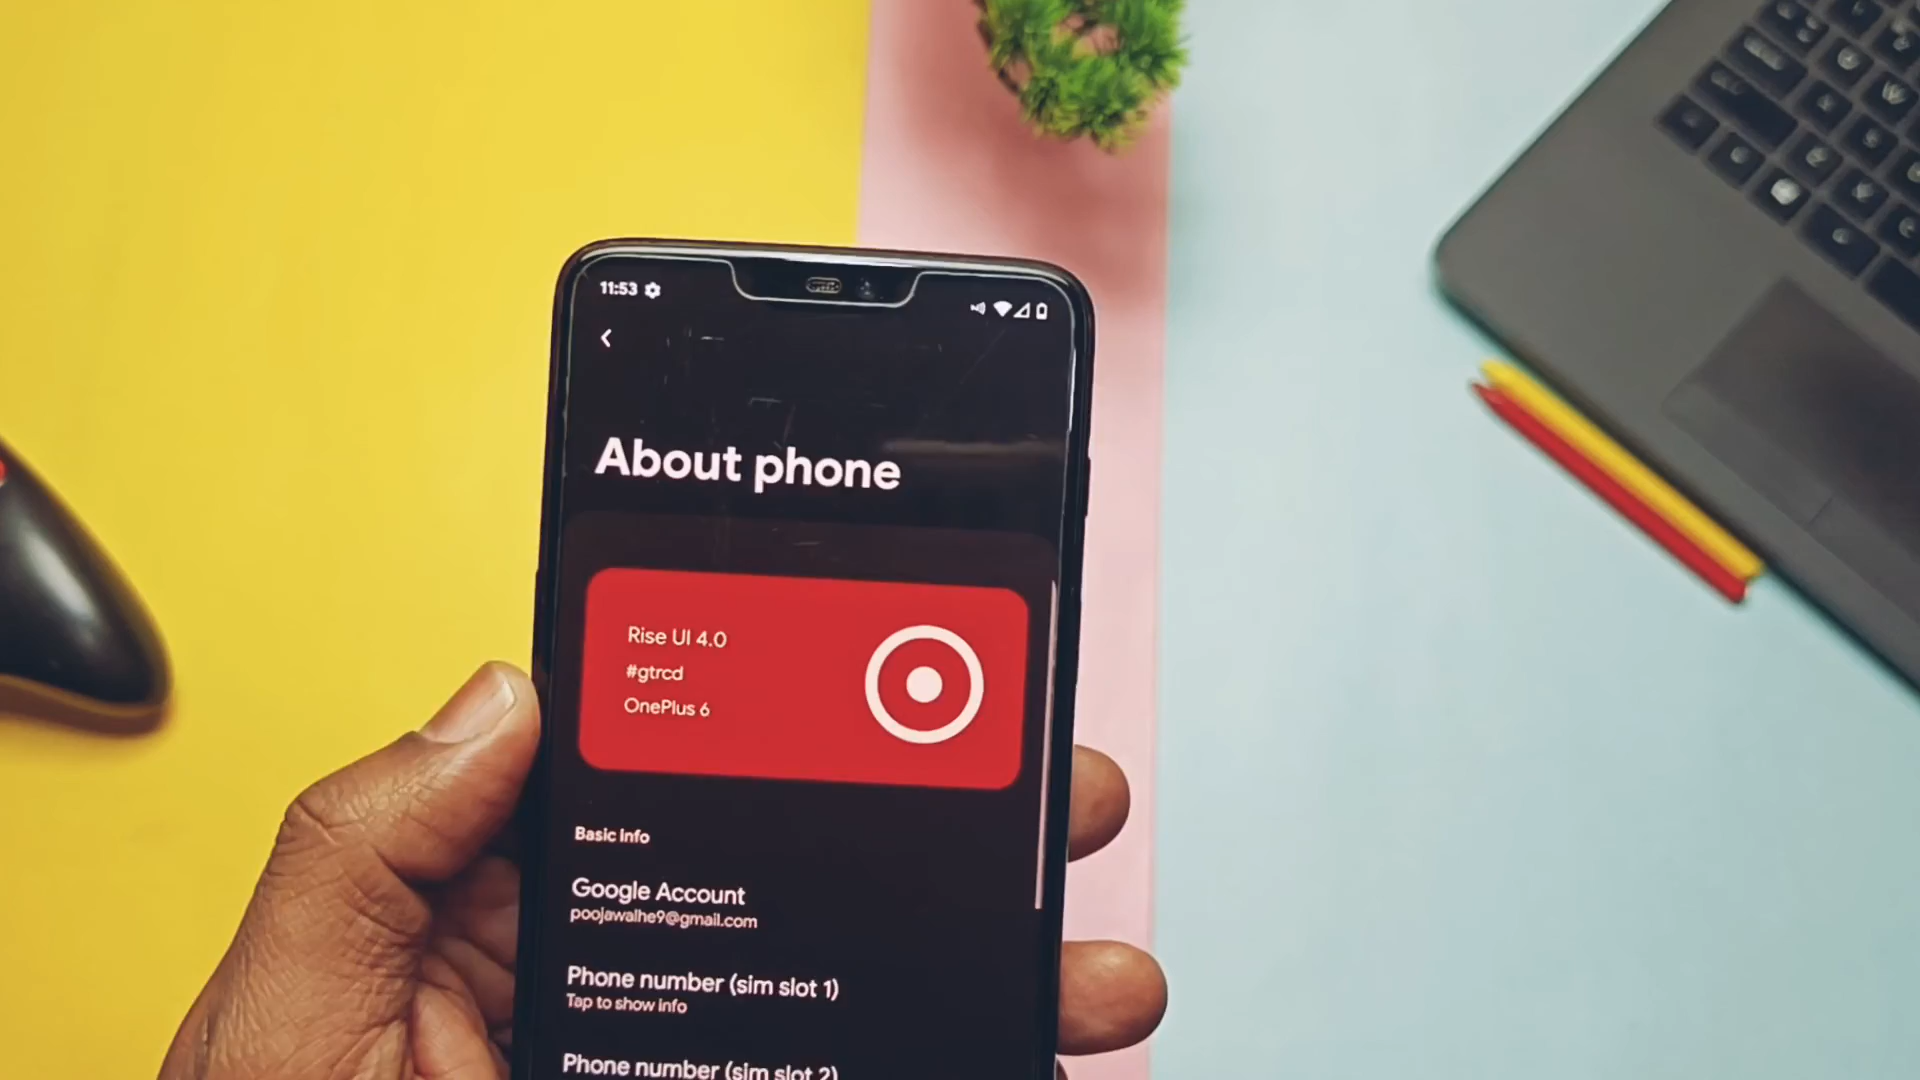 11:53
About phone
Rise UI 4.0
#gtrcd
OnePlus 6
Basic Info
Google Account
poojawalhe9@gmail.com
Phone number (sim slot 1)
Tap to show info
Phone number (sim slot 2)